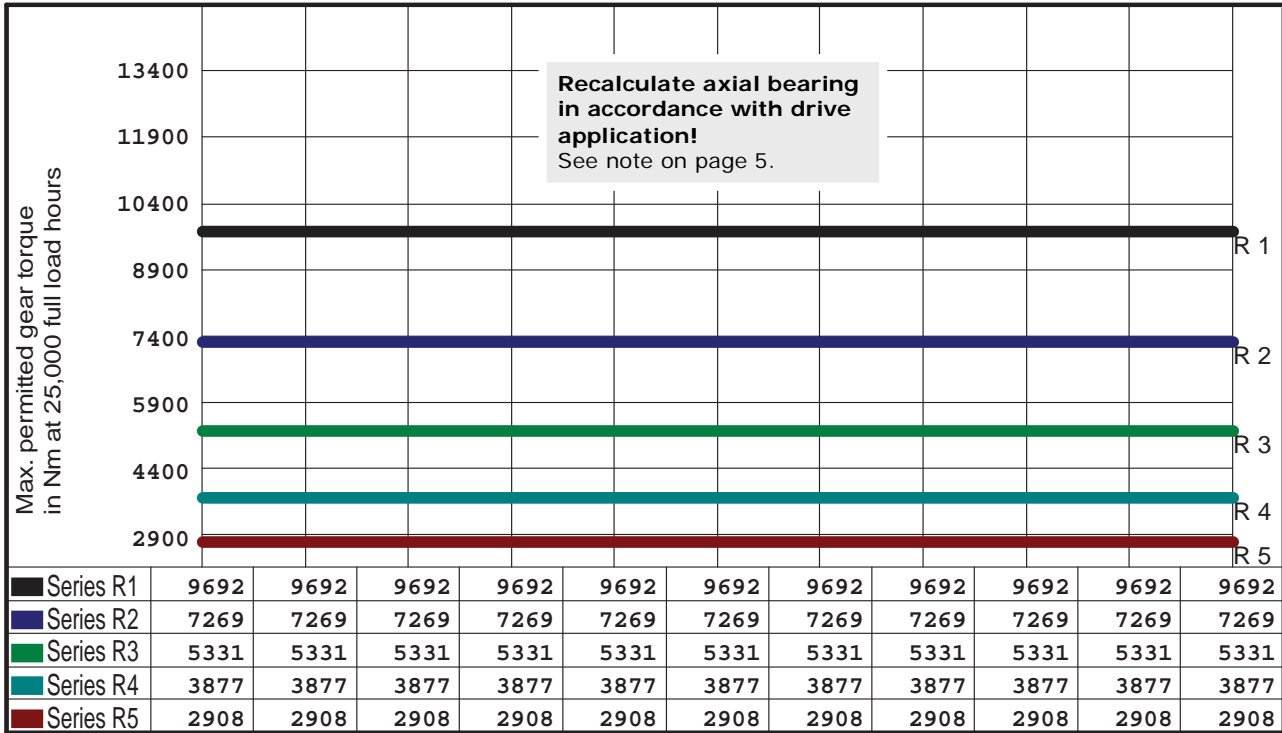 Max. permitted gear torque
in Nm at 25,000 full load hours
13400
11900
10400
8900
7400
5900
4400
2900
Recalculate axial bearing
in accordance with drive
application!
See note on page 5.
R 1
R 2
R 3
R 4
R 5
Series R1 9692 9692 9692 9692 9692 9692 9692 9692 9692 9692 9692
Series R2 7269 7269 7269 7269 7269 7269 7269 7269 7269 7269 7269
Series R3 5331 5331 5331 5331 5331 5331 5331 5331 5331 5331 5331
Series R4 3877 3877 3877 3877 3877 3877 3877 3877 3877 3877 3877
Series R5 2908 2908 2908 2908 2908 2908 2908 2908 2908 2908 2908